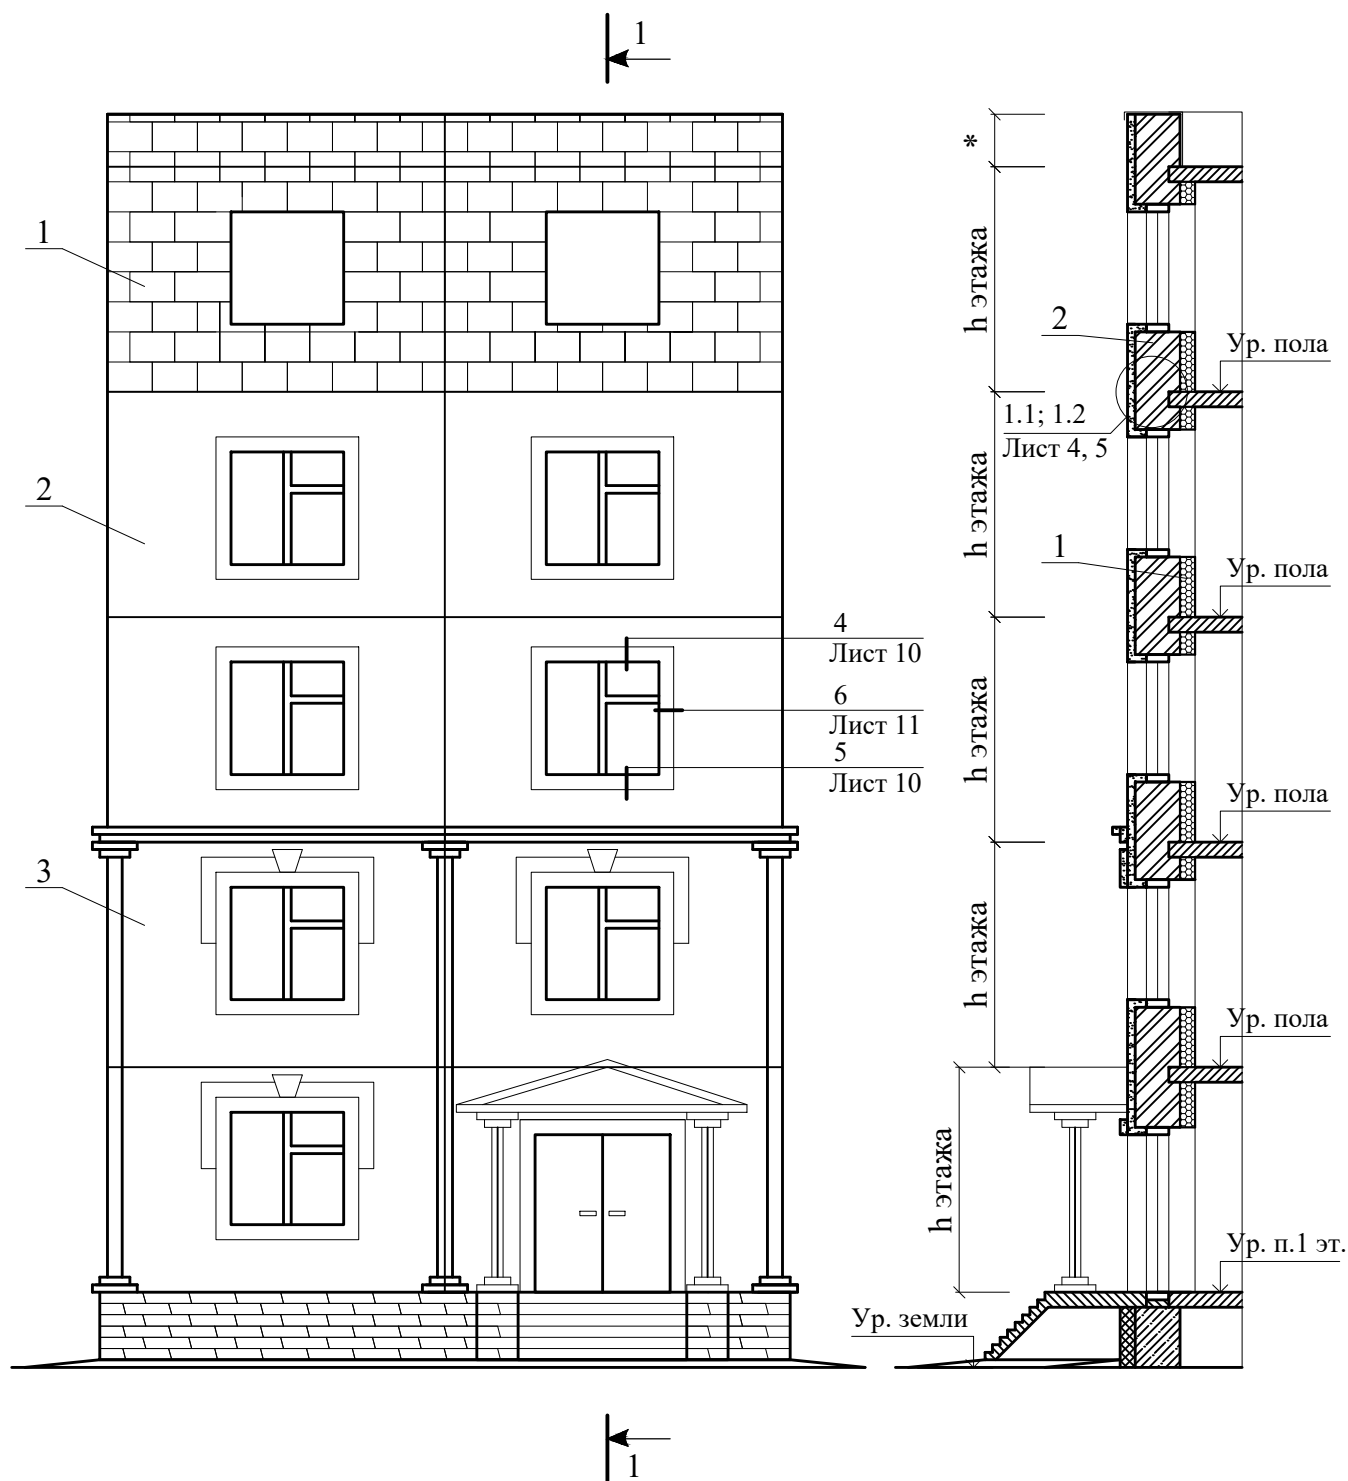 1
*
1
h этажа
2
Ур. пола
1.1; 1.2
Лист 4, 5
h этажа
2
1
Ур. пола
4
Лист 10
6
Лист 11
5
Лист 10
h этажа
Ур. пола
3
h этажа
Ур. пола
h этажа
Ур. п.1 эт.
Ур. земли
1